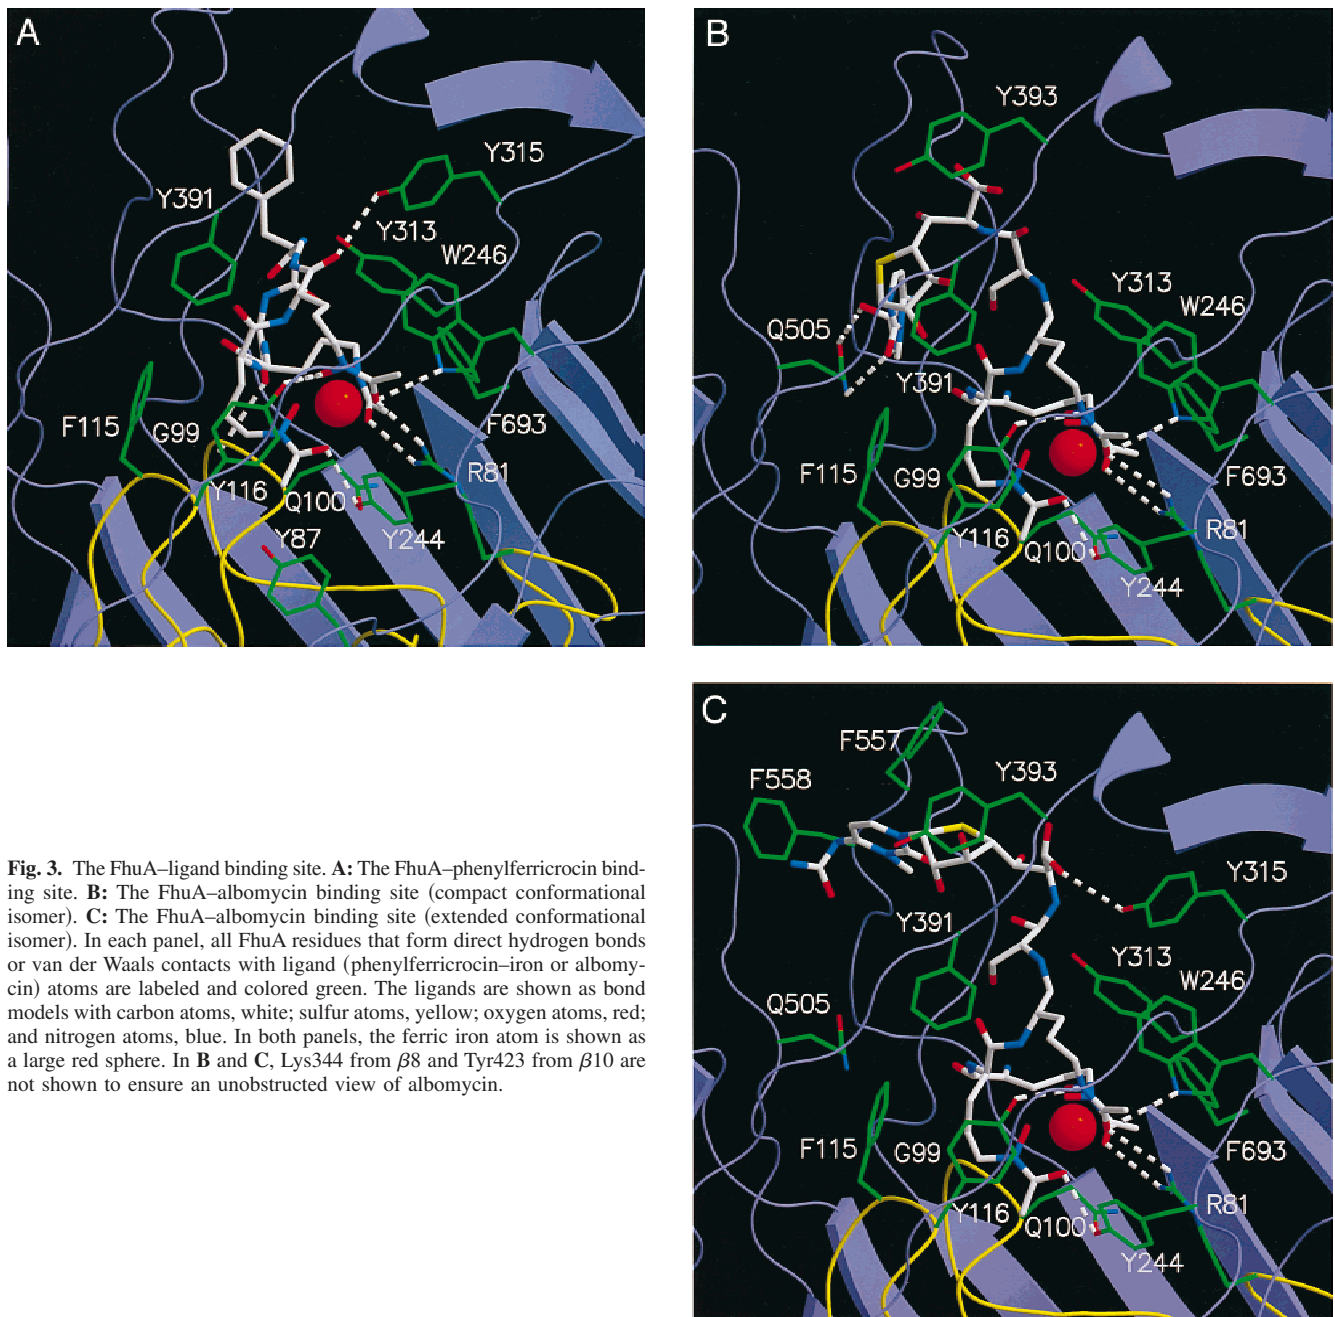 A
Y315
Y391
Y313
W246
F115
G99
F693
R81
Y116
Q100
Y244
Y87
B
Y393
Y313
W246
Q505
Y391
F115
G99
F693
R81
Y116
Q100
Y244
C
F557
F558
Y393
Y315
Y391
Y313
W246
Q505
F115
G99
F693
R81
Y116
Q100
Y244
Fig. 3. The FhuA–ligand binding site. A: The FhuA–phenylferricrocin bind-
ing site. B: The FhuA–albomycin binding site (compact conformational
isomer). C: The FhuA–albomycin binding site (extended conformational
isomer). In each panel, all FhuA residues that form direct hydrogen bonds
or van der Waals contacts with ligand (phenylferricrocin–iron or albomy-
cin) atoms are labeled and colored green. The ligands are shown as bond
models with carbon atoms, white; sulfur atoms, yellow; oxygen atoms, red;
and nitrogen atoms, blue. In both panels, the ferric iron atom is shown as
a large red sphere. In B and C, Lys344 from β8 and Tyr423 from β10 are
not shown to ensure an unobstructed view of albomycin.